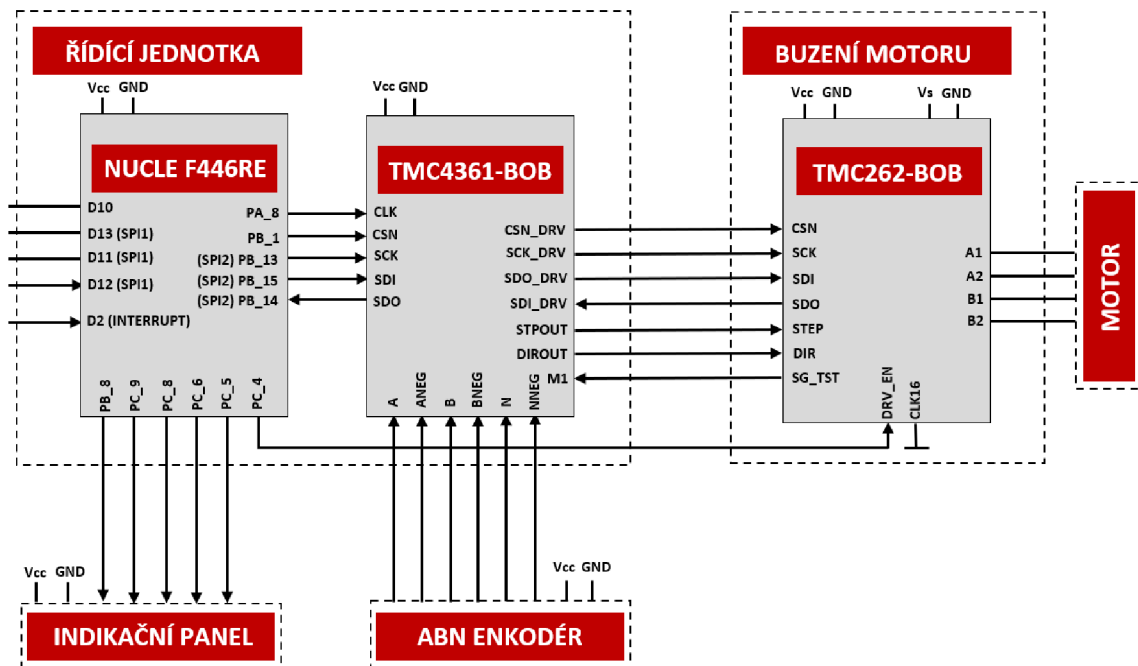 ŘÍDÍCÍ JEDNOTKA
BUZENÍ MOTORU
Vcc GND
Vcc GND
Vcc GND
Vs GND
NUCLE F446RE
TMC4361-BOB
TMC262-BOB
MOTOR
D10
D13 (SPI1)
D11 (SPI1)
D12 (SPI1)
D2 (INTERRUPT)
PA_8
PB_1
(SPI2) PB_13
(SPI2) PB_15
(SPI2) PB_14
PB_8
PC_9
PC_8
PC_6
PC_5
PC_4
CLK
CSN
SCK
SDI
SDO
CSN_DRV
SCK_DRV
SDO_DRV
SDI_DRV
STPOUT
DIROUT
M1
A
ANEG
B
BNEG
N
NNEG
CSN
SCK
SDI
SDO
STEP
DIR
SG_TST
A1
A2
B1
B2
DRV_EN
CLK16
Vcc GND
INDIKAČNÍ PANEL
Vcc GND
ABN ENKODÉR